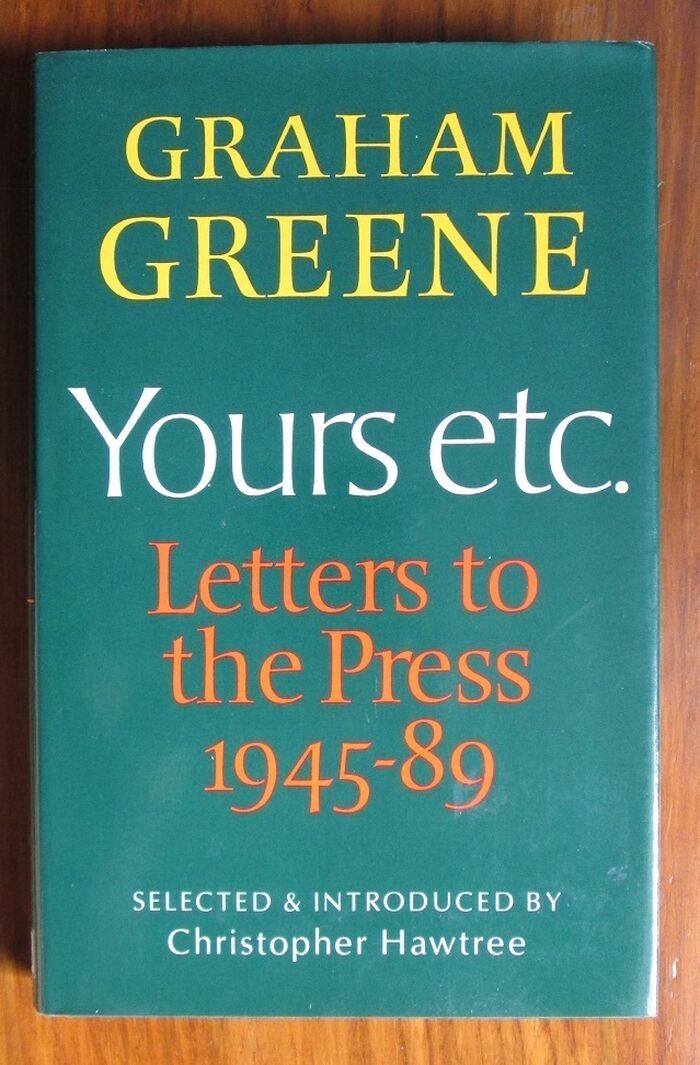 GRAHAM
GREENE
Yours etc.
Letters to
the Press
1945-89
SELECTED & INTRODUCED BY
Christopher Hawtree